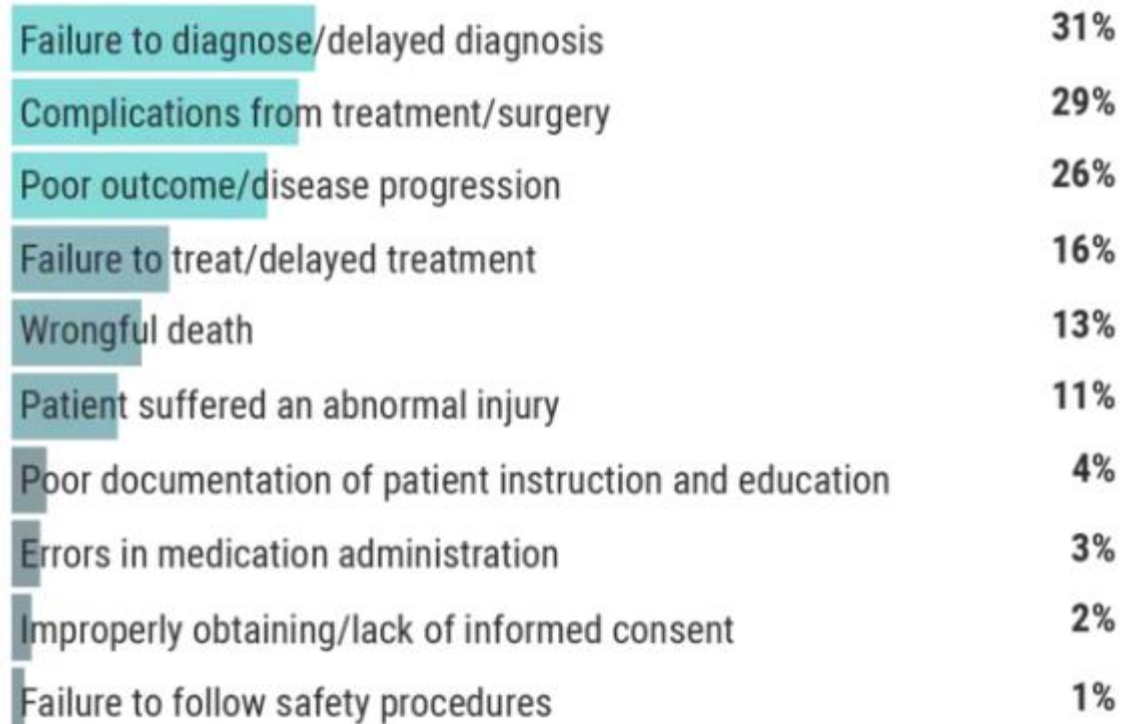 Failure to diagnose/delayed diagnosis 31%
Complications from treatment/surgery 29%
Poor outcome/disease progression 26%
Failure to treat/delayed treatment 16%
Wrongful death 13%
Patient suffered an abnormal injury 11%
Poor documentation of patient instruction and education 4%
Errors in medication administration 3%
Improperly obtaining/lack of informed consent 2%
Failure to follow safety procedures 1%